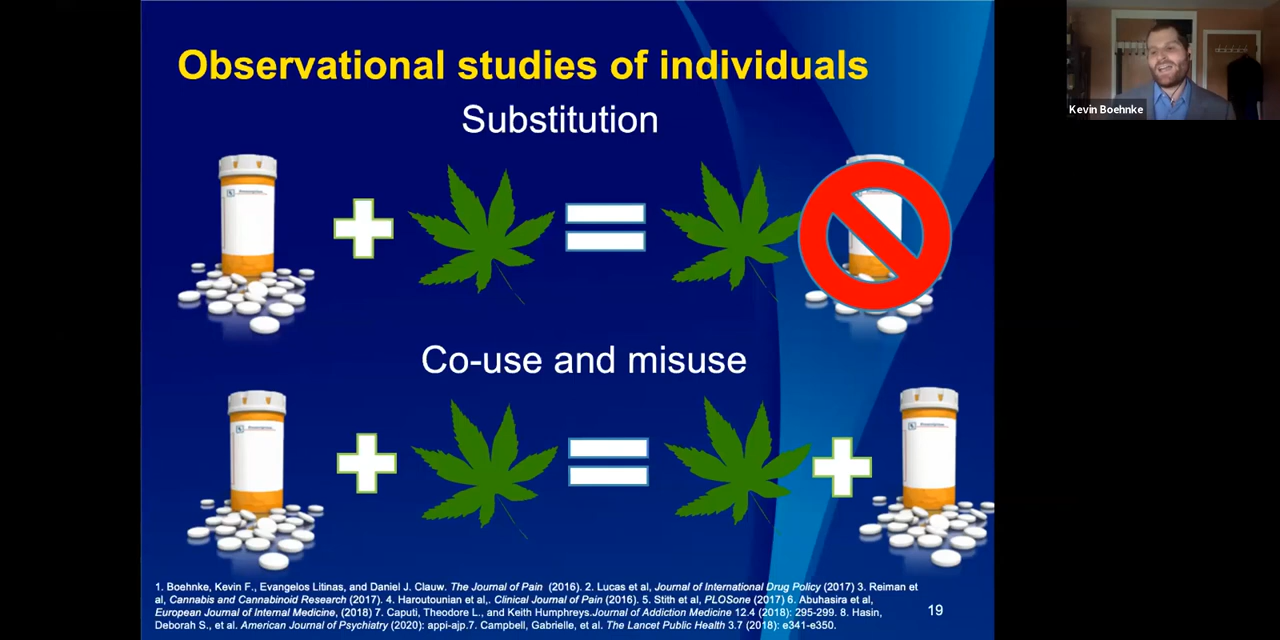 Observational studies of individuals
Kevin Boehnke
Substitution
Co-use and misuse
1. Boehnke, Kevin F., Evangelos Litinas, and Daniel J. Clauw. The Journal of Pain (2016). 2. Lucas et al, Journal of International Drug Policy (2017) 3. Reiman et
al, Cannabis and Cannabinoid Research (2017). 4. Haroutounian et al,. Clinical Journal of Pain (2016). 5. Stith et al, PLOSone (2017) 6. Abuhasira et al,
European Journal of Internal Medicine, (2018) 7. Caputi, Theodore L., and Keith Humphreys.Journal of Addiction Medicine 12.4 (2018): 295-299. 8. Hasin,
Deborah S., et al. American Journal of Psychiatry (2020): appi-ajp.7. Campbell, Gabrielle, et al. The Lancet Public Health 3.7 (2018): e341-e350.
19